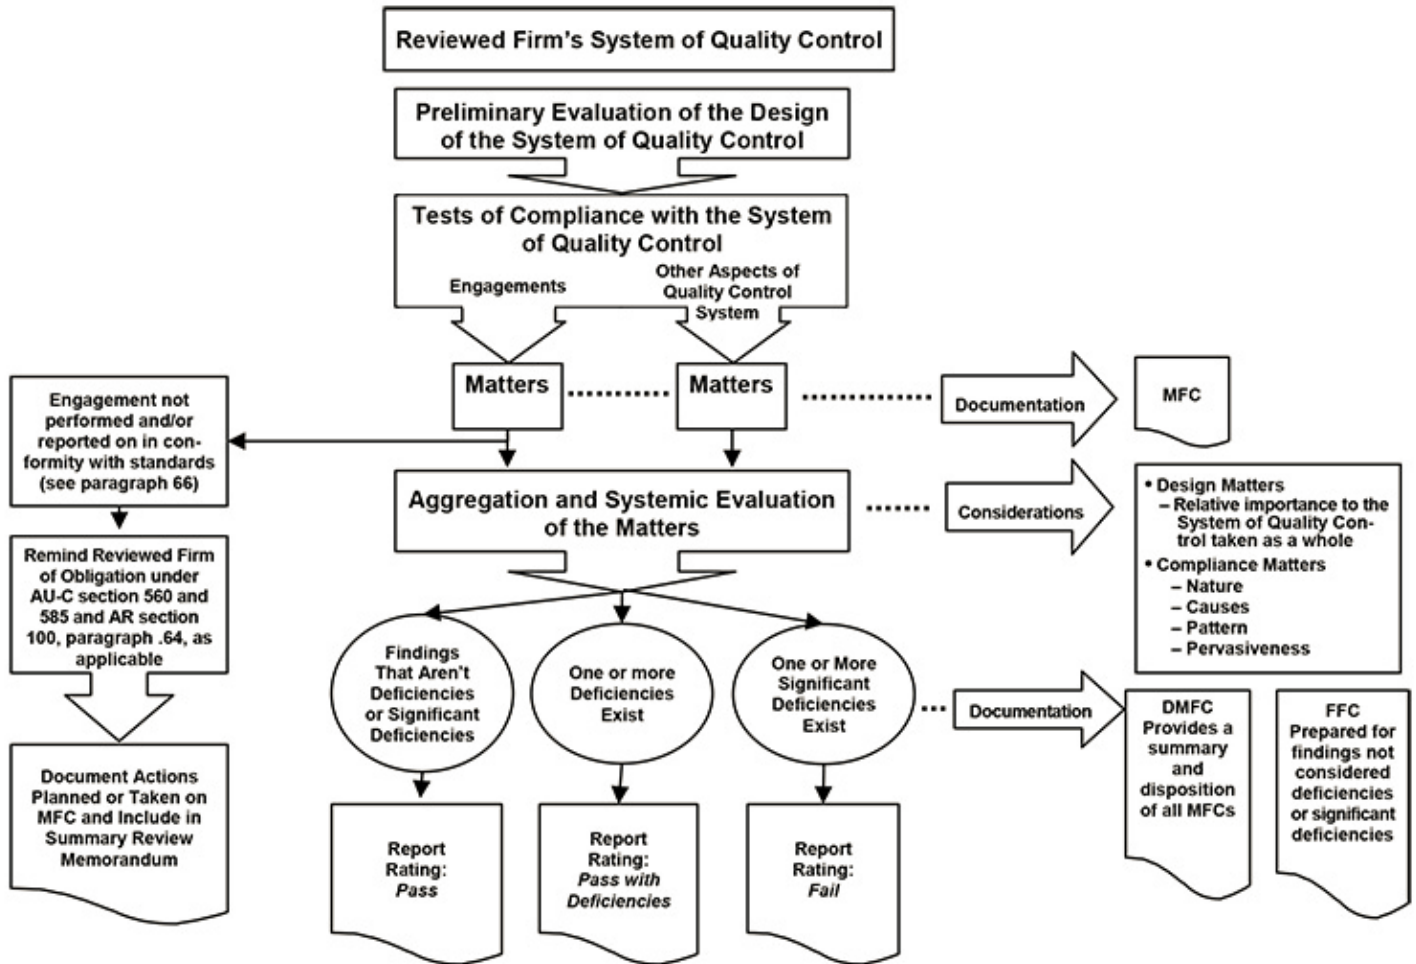 Reviewed Firm's System of Quality Control
Preliminary Evaluation of the Design
of the System of Quality Control
Tests of Compliance with the System
of Quality Control
Engagements
Other Aspects of
Quality Control
System
Matters
Matters
Documentation
MFC
Engagement not
performed and/or
reported on in con-
formity with standards
(see paragraph 66)
Aggregation and Systemic Evaluation
of the Matters
Considerations
• Design Matters
– Relative importance to the
System of Quality Con-
trol taken as a whole
• Compliance Matters
– Nature
– Causes
– Pattern
– Pervasiveness
Remind Reviewed Firm
of Obligation under
AU-C section 560 and
585 and AR section
100, paragraph .64, as
applicable
Findings
That Aren't
Deficiencies
or Significant
Deficiencies
One or more
Deficiencies
Exist
One or More
Significant
Deficiencies
Exist
Documentation
DMFC
Provides a
summary
and
disposition
of all MFCs
FFC
Prepared for
findings not
considered
deficiencies
or significant
deficiencies
Document Actions
Planned or Taken on
MFC and Include in
Summary Review
Memorandum
Report
Rating:
Pass
Report
Rating:
Pass with
Deficiencies
Report
Rating:
Fail